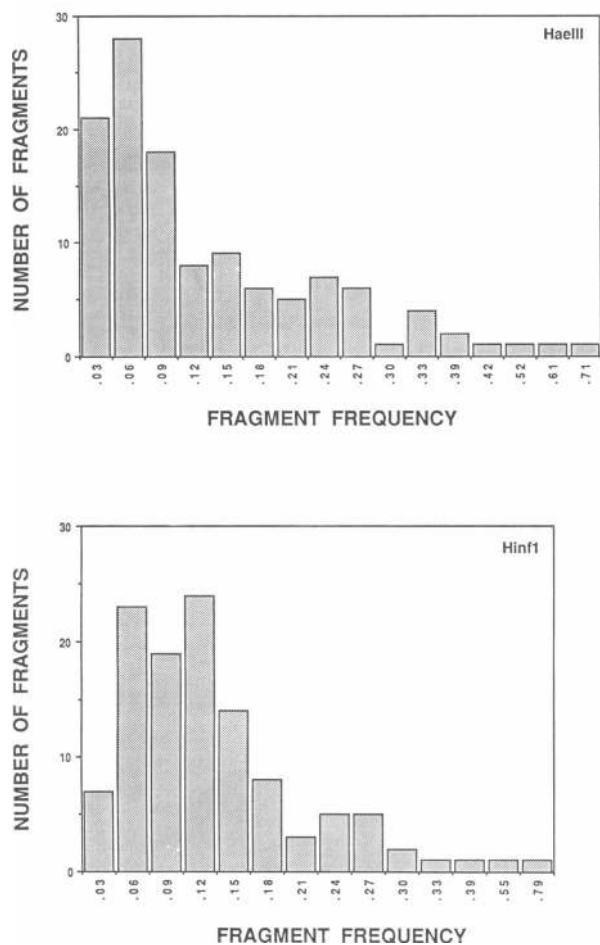 HaeIII
NUMBER OF FRAGMENTS
30
20
10
0
.03 .06 .09 .12 .15 .18 .21 .24 .27 .30 .33 .39 .42 .52 .61 .71
FRAGMENT FREQUENCY
Hinf1
NUMBER OF FRAGMENTS
30
20
10
0
.03 .06 .09 .12 .15 .18 .21 .24 .27 .30 .33 .39 .55 .79
FRAGMENT FREQUENCY